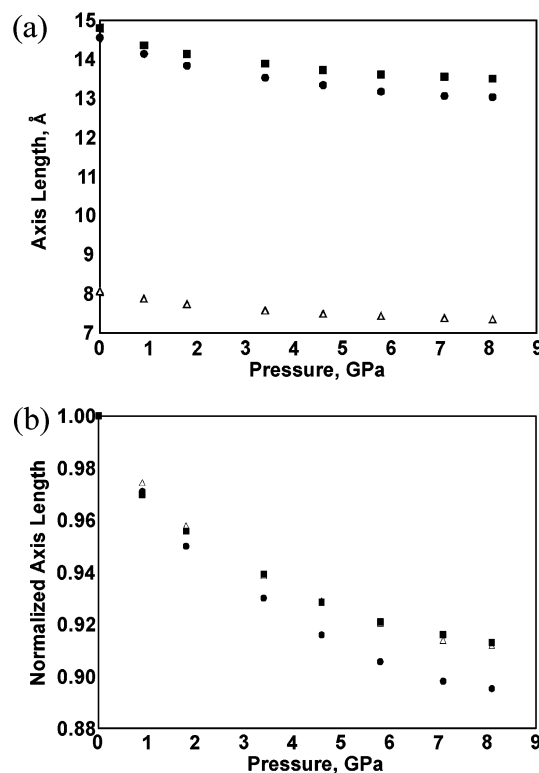 (a)
15
14
13
12
11
10
9
8
7
Axis Length, Å
0 1 2 3 4 5 6 7 8 9
Pressure, GPa
(b)
1.00
0.98
0.96
0.94
0.92
0.90
0.88
Normalized Axis Length
0 1 2 3 4 5 6 7 8 9
Pressure, GPa